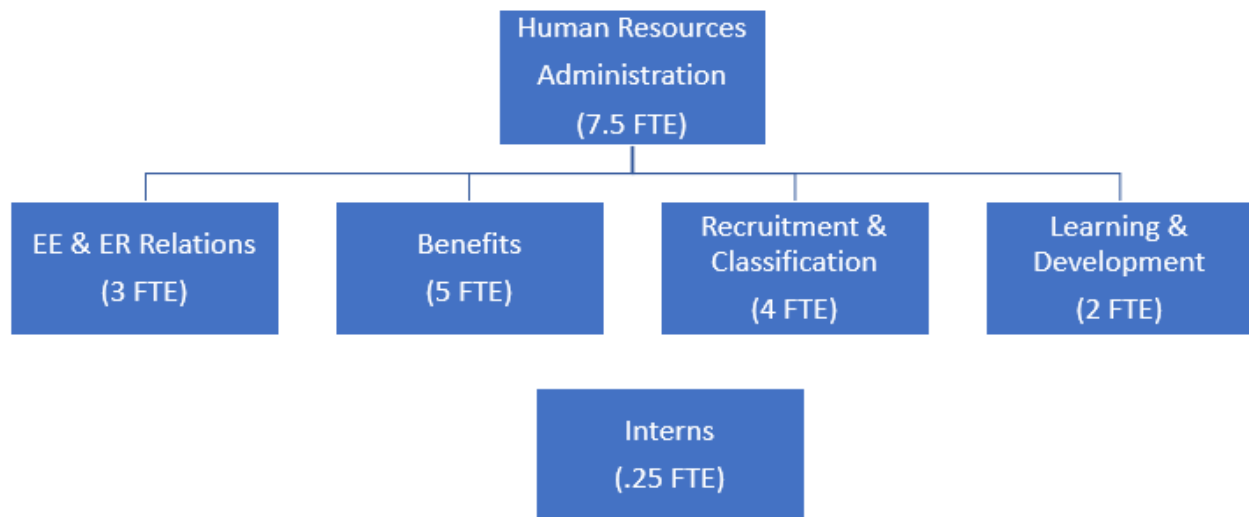 Human Resources
Administration
(7.5 FTE)
EE & ER Relations
(3 FTE)
Benefits
(5 FTE)
Recruitment &
Classification
(4 FTE)
Learning &
Development
(2 FTE)
Interns
(.25 FTE)